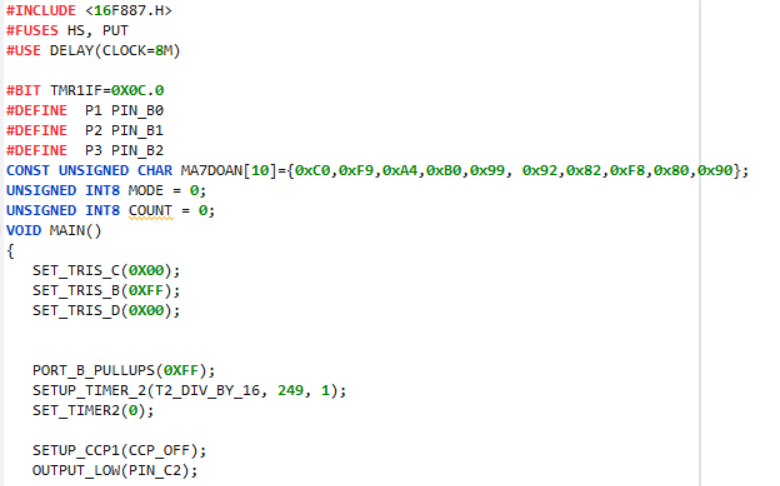 #INCLUDE <16F887.H>
#FUSES HS, PUT
#USE DELAY(CLOCK=8M)
#BIT TMR1IF=0X0C.0
#DEFINE  P1 PIN_B0
#DEFINE  P2 PIN_B1
#DEFINE  P3 PIN_B2
CONST UNSIGNED CHAR MA7DOAN[10]={0xC0,0xF9,0xA4,0xB0,0x99, 0x92,0x82,0xF8,0x80,0x90};
UNSIGNED INT8 MODE = 0;
UNSIGNED INT8 COUNT = 0;
VOID MAIN()
{
   SET_TRIS_C(0X00);
   SET_TRIS_B(0XFF);
   SET_TRIS_D(0X00);
   PORT_B_PULLUPS(0XFF);
   SETUP_TIMER_2(T2_DIV_BY_16, 249, 1);
   SET_TIMER2(0);
   SETUP_CCP1(CCP_OFF);
   OUTPUT_LOW(PIN_C2);